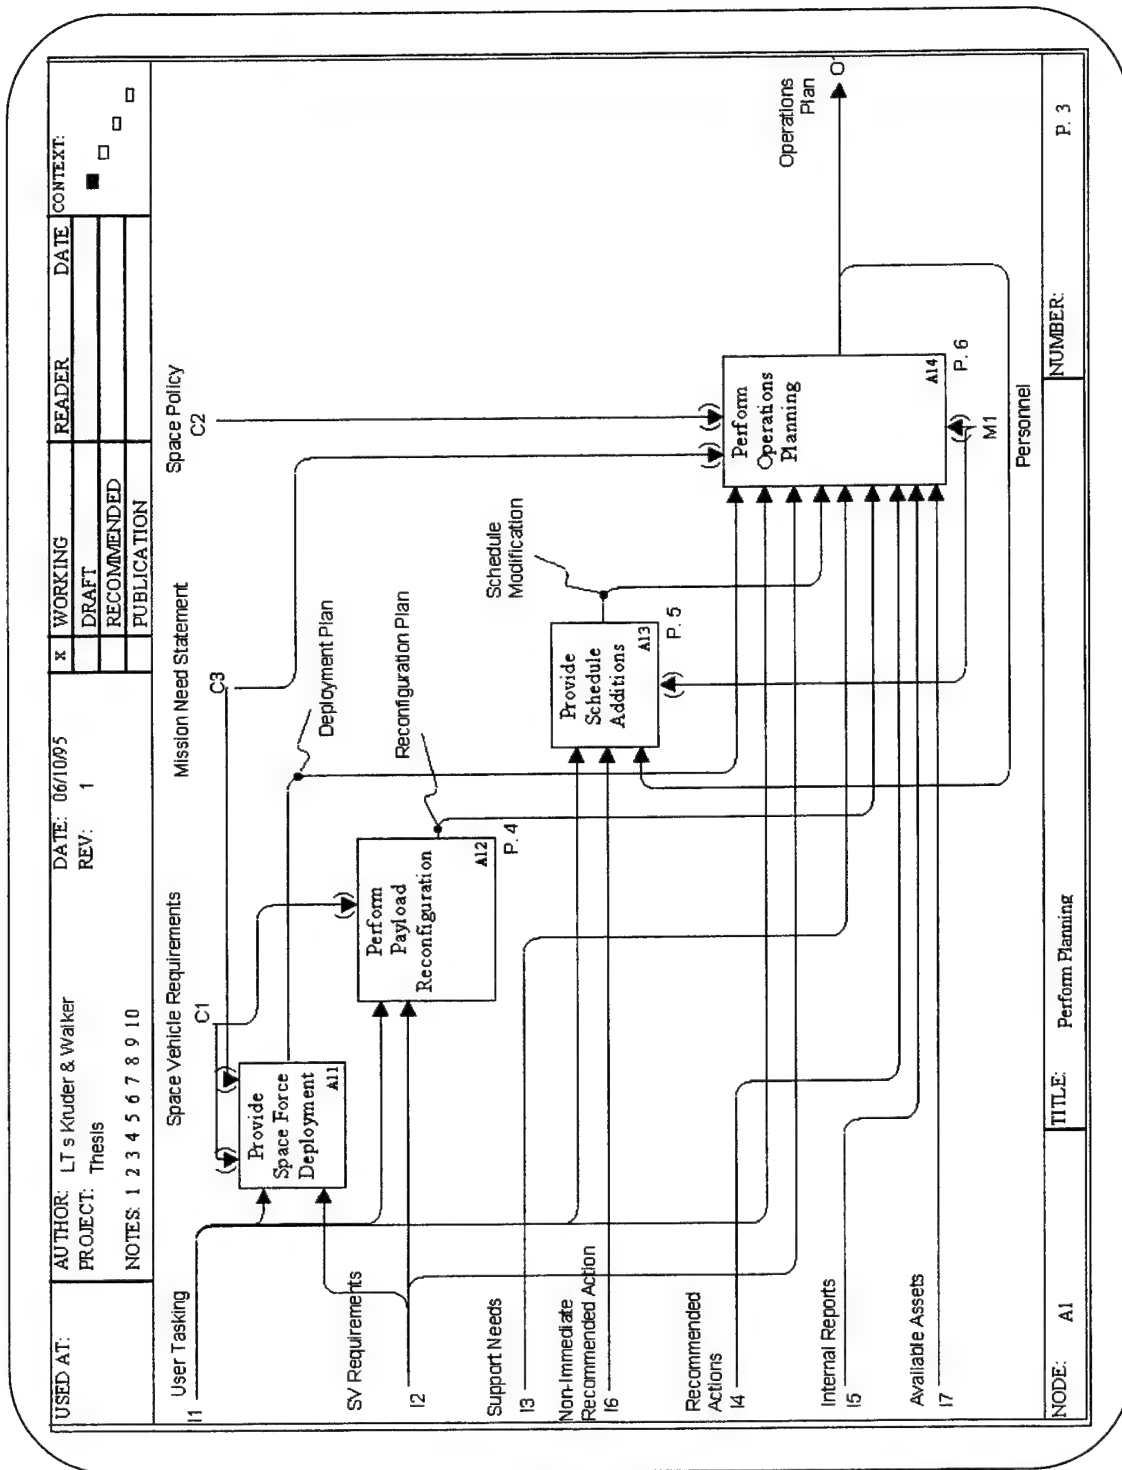 USED AT:
AUTHOR: LT s Kruder & Walker
PROJECT: Thesis
NOTES: 1 2 3 4 5 6 7 8 9 10
DATE: 06/10/95
REV: 1
x WORKING
DRAFT
RECOMMENDED
PUBLICATION
READER DATE
CONTEXT:
Space Vehicle Requirements
C1
Mission Need Statement
C3
Space Policy
C2
User Tasking
I1
SV Requirements
I2
Support Needs
I3
Non-Immediate
Recommended Action
I6
Recommended
Actions
I4
Internal Reports
I5
Available Assets
I7
Provide
Space Force
Deployment
A11
Deployment Plan
Perform
Payload
Reconfiguration
A12
P. 4
Reconfiguration Plan
Provide
Schedule
Additions
A13
P. 5
Schedule
Modification
Perform
Operations
Planning
A14
P. 6
M1
Personnel
Operations
Plan
O1
NODE: A1
TITLE: Perform Planning
NUMBER: P. 3